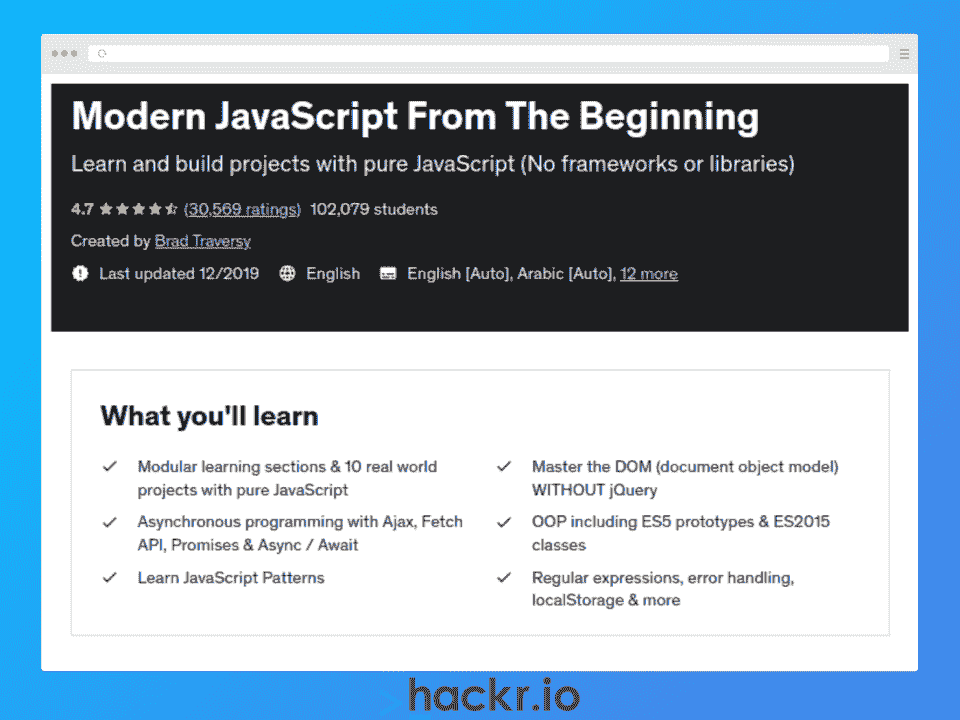 Modern JavaScript From The Beginning
Learn and build projects with pure JavaScript (No frameworks or libraries)
4.7 (30,569 ratings) 102,079 students
Created by Brad Traversy
Last updated 12/2019 English English [Auto], Arabic [Auto], 12 more
What you'll learn
Modular learning sections & 10 real world
projects with pure JavaScript
Asynchronous programming with Ajax, Fetch
API, Promises & Async / Await
Learn JavaScript Patterns
Master the DOM (document object model)
WITHOUT jQuery
OOP including ES5 prototypes & ES2015
classes
Regular expressions, error handling,
localStorage & more
hackr.io